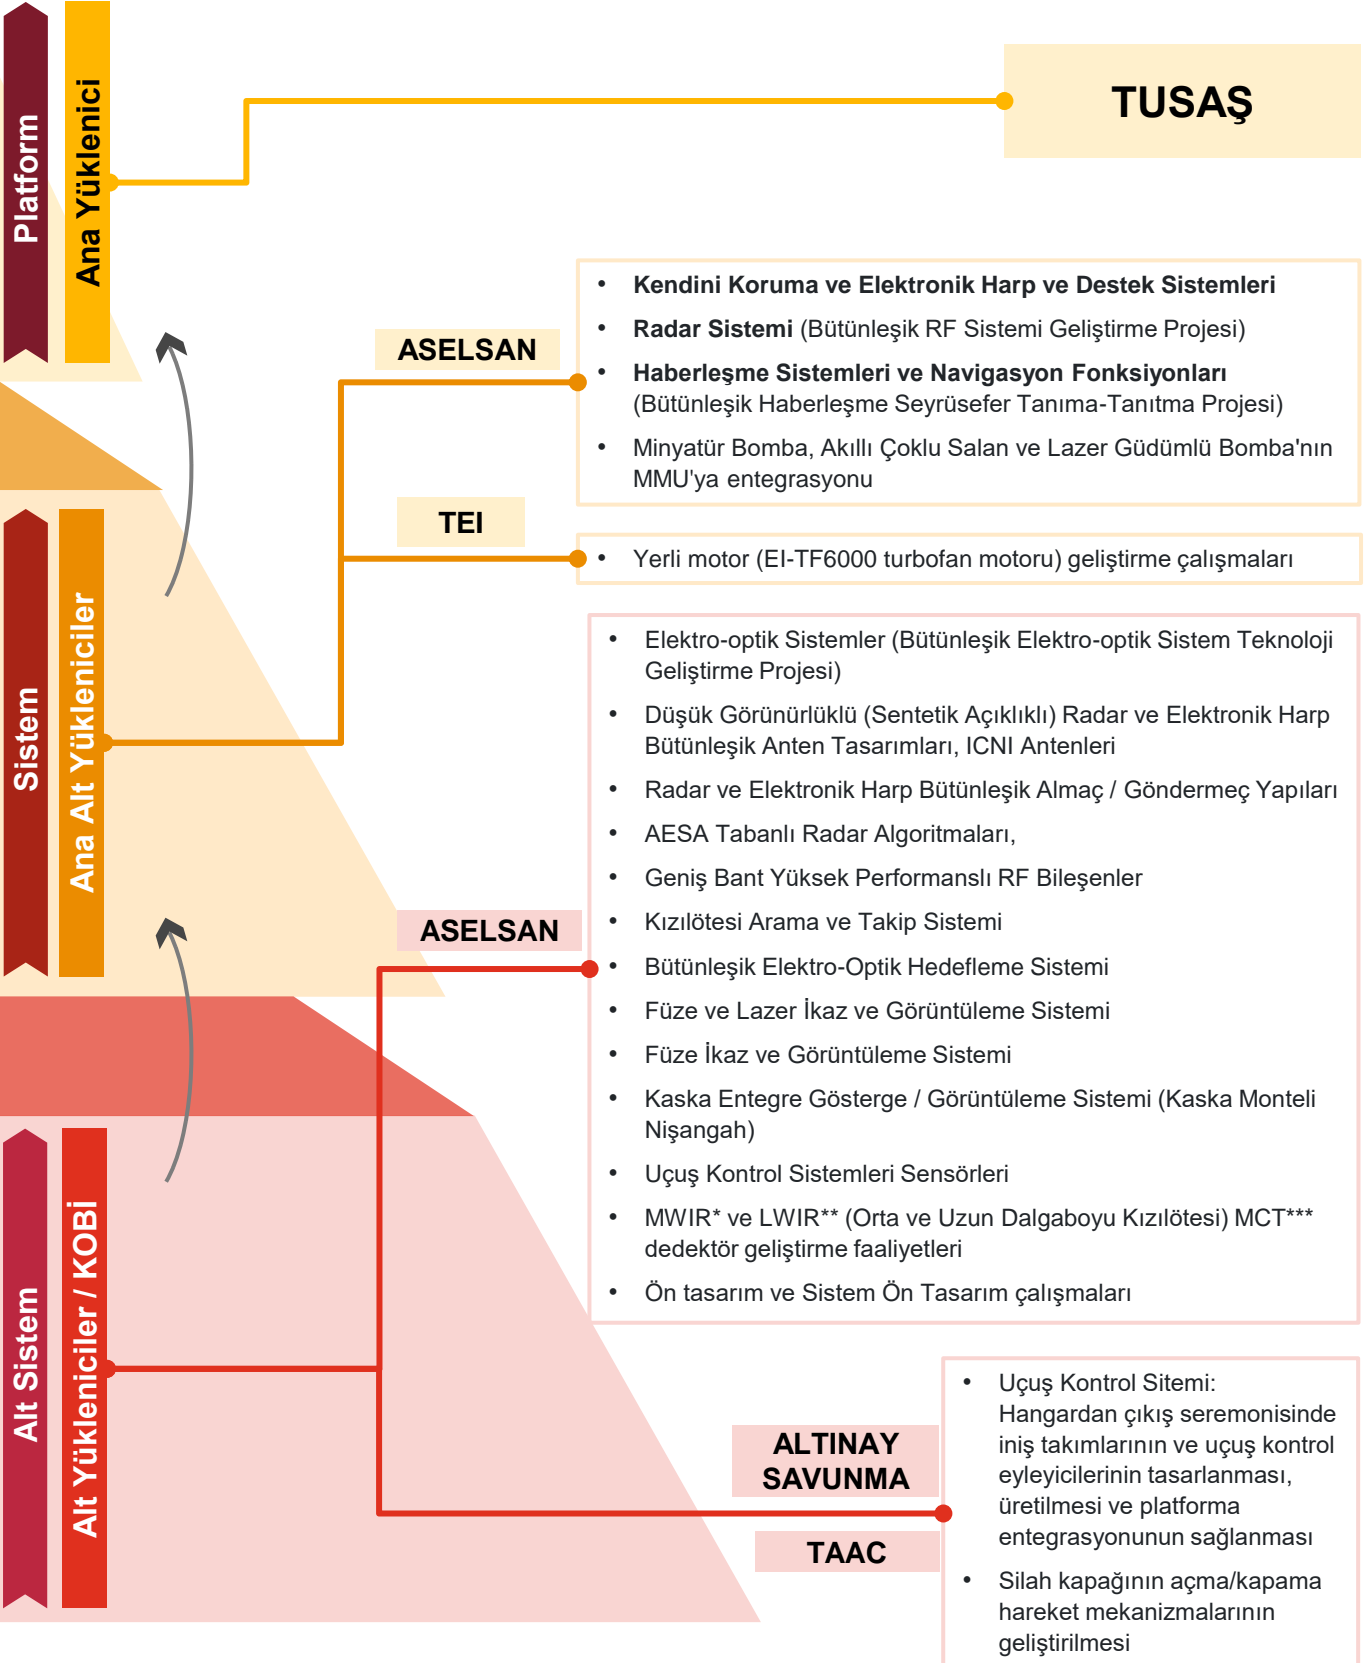 Platform
Ana Yüklenici
TUSAŞ
ASELSAN
• Kendini Koruma ve Elektronik Harp ve Destek Sistemleri
• Radar Sistemi (Bütünleşik RF Sistemi Geliştirme Projesi)
• Haberleşme Sistemleri ve Navigasyon Fonksiyonları
(Bütünleşik Haberleşme Seyrüsefer Tanıma-Tanıtma Projesi)
• Minyatür Bomba, Akıllı Çoklu Salan ve Lazer Güdümlü Bomba'nın
MMU'ya entegrasyonu
TEI
• Yerli motor (EI-TF6000 turbofan motoru) geliştirme çalışmaları
Sistem
Ana Alt Yükleniciler
ASELSAN
• Elektro-optik Sistemler (Bütünleşik Elektro-optik Sistem Teknoloji
Geliştirme Projesi)
• Düşük Görünürlüklü (Sentetik Açıklıklı) Radar ve Elektronik Harp
Bütünleşik Anten Tasarımları, ICNI Antenleri
• Radar ve Elektronik Harp Bütünleşik Almaç / Göndermeç Yapıları
• AESA Tabanlı Radar Algoritmaları,
• Geniş Bant Yüksek Performanslı RF Bileşenler
• Kızılötesi Arama ve Takip Sistemi
• Bütünleşik Elektro-Optik Hedefleme Sistemi
• Füze ve Lazer İkaz ve Görüntüleme Sistemi
• Füze İkaz ve Görüntüleme Sistemi
• Kaska Entegre Gösterge / Görüntüleme Sistemi (Kaska Monteli
Nişangah)
• Uçuş Kontrol Sistemleri Sensörleri
• MWIR* ve LWIR** (Orta ve Uzun Dalgaboyu Kızılötesi) MCT***
dedektör geliştirme faaliyetleri
• Ön tasarım ve Sistem Ön Tasarım çalışmaları
Alt Sistem
Alt Yükleniciler / KOBİ
ALTINAY
SAVUNMA
TAAC
• Uçuş Kontrol Sitemi:
Hangardan çıkış seremonisinde
iniş takımlarının ve uçuş kontrol
eyleyicilerinin tasarlanması,
üretilmesi ve platforma
entegrasyonunun sağlanması
• Silah kapağının açma/kapama
hareket mekanizmalarının
geliştirilmesi